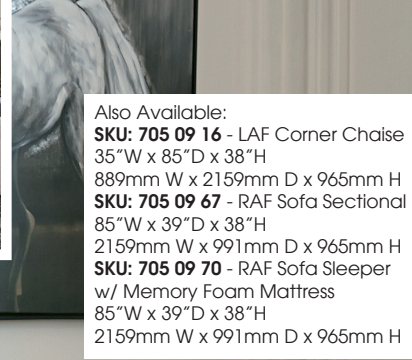 Also Available:
SKU: 705 09 16 - LAF Corner Chaise
35”W x 85”D x 38”H
889mm W x 2159mm D x 965mm H
SKU: 705 09 67 - RAF Sofa Sectional
85”W x 39”D x 38”H
2159mm W x 991mm D x 965mm H
SKU: 705 09 70 - RAF Sofa Sleeper
w/ Memory Foam Mattress
85”W x 39”D x 38”H
2159mm W x 991mm D x 965mm H